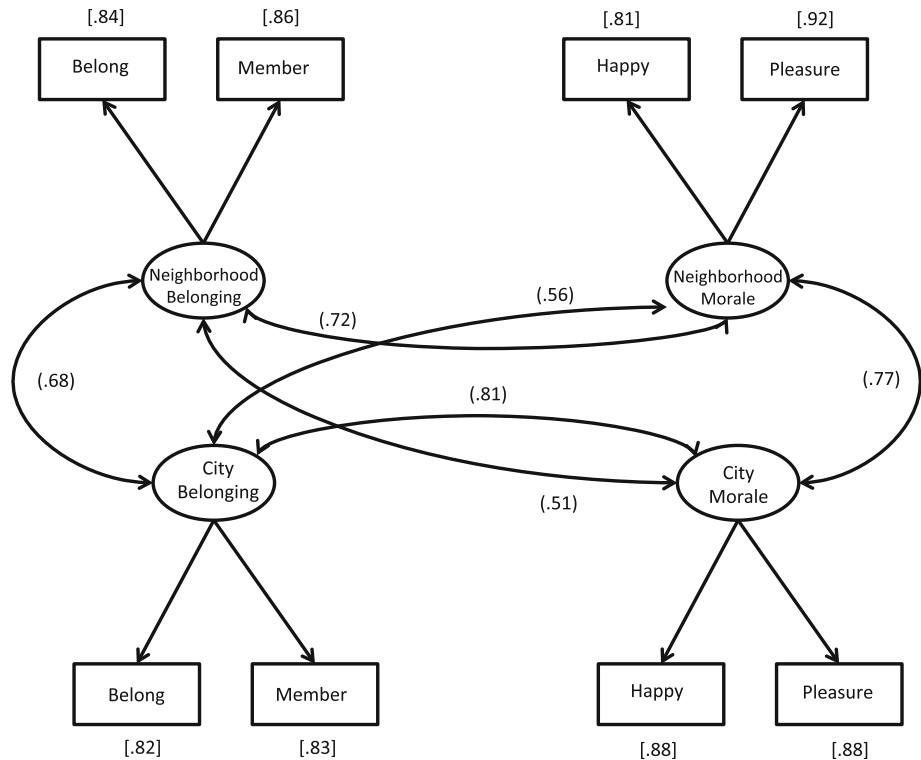 [.84]
[.86]
[.81]
[.92]
Belong
Member
Happy
Pleasure
Neighborhood
Belonging
Neighborhood
Morale
(.56)
(.72)
(.68)
(.77)
(.81)
City
Belonging
City
Morale
(.51)
Belong
Member
Happy
Pleasure
[.82]
[.83]
[.88]
[.88]